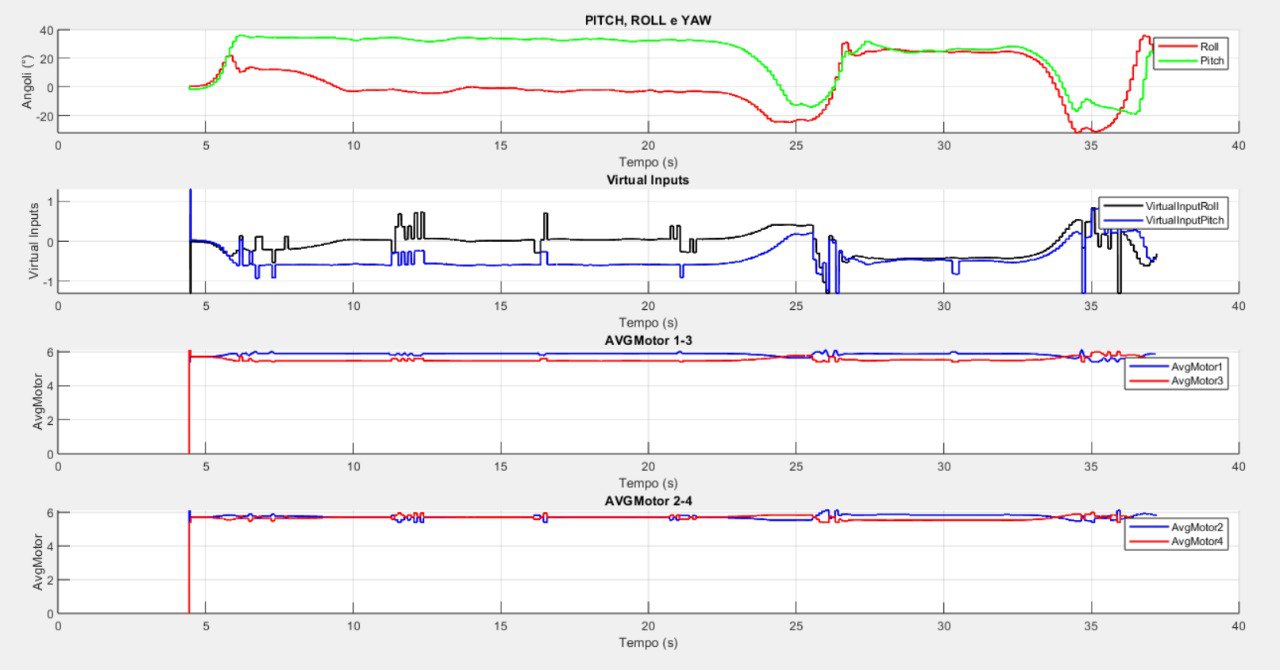 PITCH, ROLL e YAW
40
20
0
-20
Angoli (°)
Roll
Pitch
0 5 10 15 20 25 30 35 40
Tempo (s)
Virtual Inputs
1
0
-1
Virtual Inputs
VirtualInputRoll
VirtualInputPitch
0 5 10 15 20 25 30 35 40
Tempo (s)
AVGMotor 1-3
6
4
2
0
AvgMotor
AvgMotor1
AvgMotor3
0 5 10 15 20 25 30 35 40
Tempo (s)
AVGMotor 2-4
6
4
2
0
AvgMotor
AvgMotor2
AvgMotor4
0 5 10 15 20 25 30 35 40
Tempo (s)